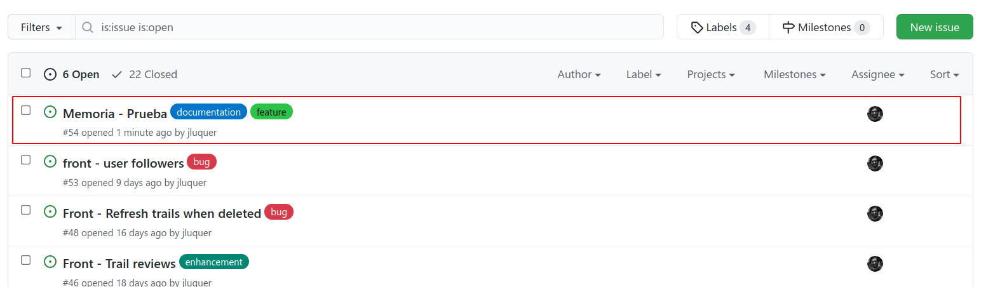 Filters is:issue is:open Labels 4 Milestones 0 New issue
6 Open 22 Closed Author Label Projects Milestones Assignee Sort
Memoria - Prueba documentation feature
#54 opened 1 minute ago by jluquer
front - user followers bug
#53 opened 9 days ago by jluquer
Front - Refresh trails when deleted bug
#48 opened 16 days ago by jluquer
Front - Trail reviews enhancement
#46 opened 18 days ago by jluquer